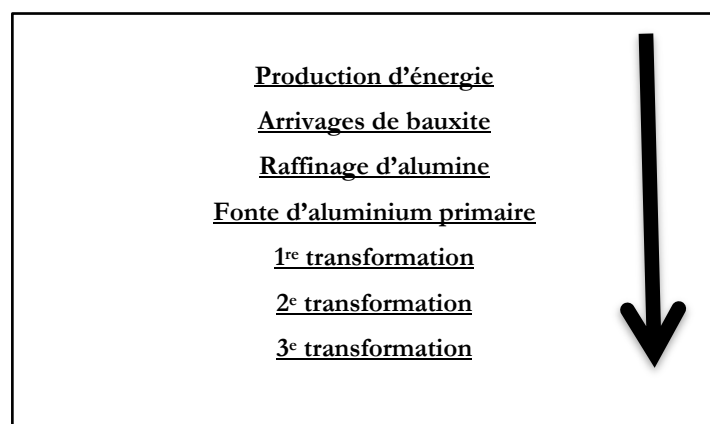 Production d’énergie
Arrivages de bauxite
Raffinage d’alumine
Fonte d’aluminium primaire
1re transformation
2e transformation
3e transformation